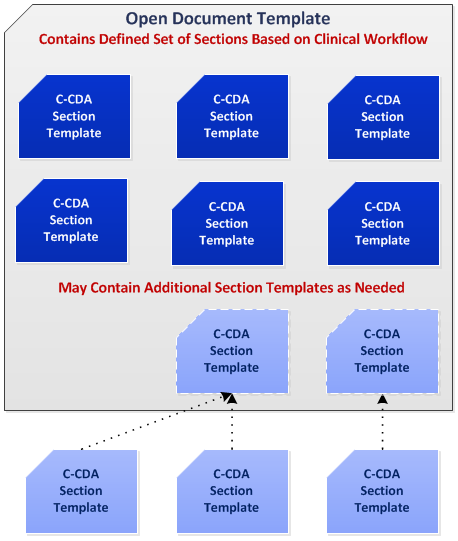 Open Document Template
Contains Defined Set of Sections Based on Clinical Workflow
C-CDA
Section
Template
C-CDA
Section
Template
C-CDA
Section
Template
C-CDA
Section
Template
C-CDA
Section
Template
C-CDA
Section
Template
May Contain Additional Section Templates as Needed
C-CDA
Section
Template
C-CDA
Section
Template
C-CDA
Section
Template
C-CDA
Section
Template
C-CDA
Section
Template